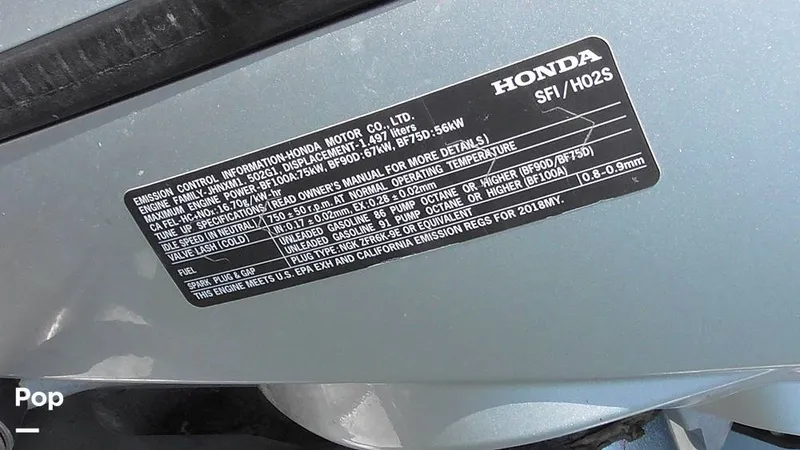 HONDA
SFI/H02S
EMISSION CONTROL INFORMATION-HONDA MOTOR CO., LTD.
ENGINE FAMILY-JHNXM1.502G1, DISPLACEMENT-1.497 liters
MAXIMUM ENGINE POWER-BF100A:75kW, BF90D:67kW, BF75D:56kW
CA FEL-HC+NOx: 16.70g/kW-hr
TUNE UP SPECIFICATIONS (READ OWNER'S MANUAL FOR MORE DETAILS)
IDLE SPEED (IN NEUTRAL) 750±50 r.p.m. AT NORMAL OPERATING TEMPERATURE
VALVE LASH (COLD) IN: 0.17±0.02mm EX: 0.28±0.02mm
FUEL UNLEADED GASOLINE 86 PUMP OCTANE OR HIGHER (BF90D/BF75D)
UNLEADED GASOLINE 91 PUMP OCTANE OR HIGHER (BF100A)
SPARK PLUG & GAP PLUG TYPE: NGK ZFR6K-9E OR EQUIVALENT 0.8-0.9mm
THIS ENGINE MEETS U.S. EPA EXH AND CALIFORNIA EMISSION REGS FOR 2018MY.
Pop